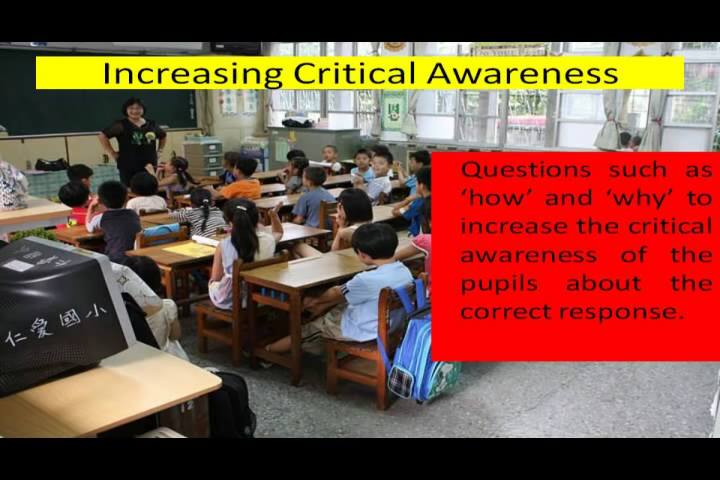 Increasing Critical Awareness
Questions such as
‘how’ and ‘why’ to
increase the critical
awareness of the
pupils about the
correct response.
仁愛國小